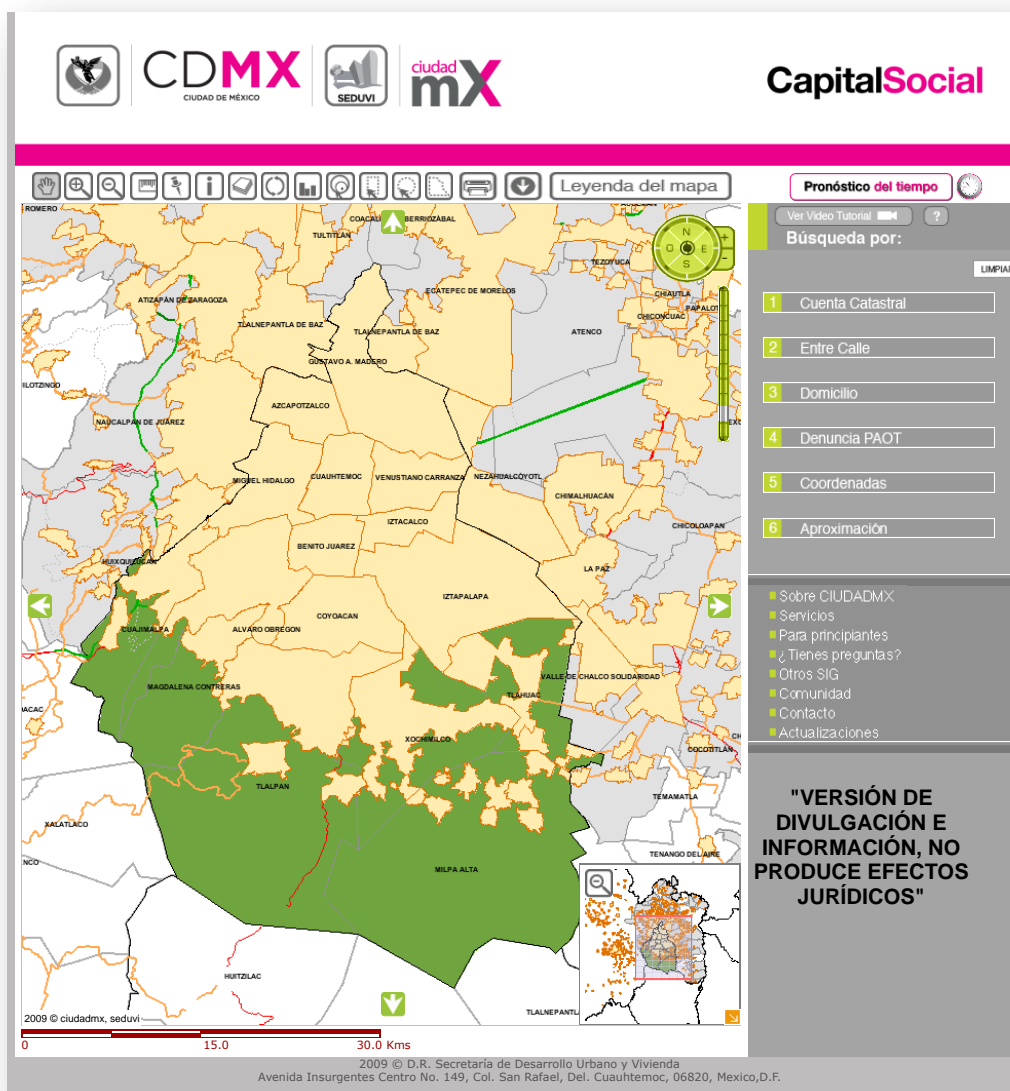 CDMX
CIUDAD DE MÉXICO
SEDUVI
ciudad
mX
CapitalSocial
Leyenda del mapa
Pronóstico del tiempo
Ver Video Tutorial
?
Búsqueda por:
LIMPIAR
1 Cuenta Catastral
2 Entre Calle
3 Domicilio
4 Denuncia PAOT
5 Coordenadas
6 Aproximación
Sobre CIUDADMX
Servicios
Para principiantes
¿Tienes preguntas?
Otros SIG
Comunidad
Contacto
Actualizaciones
"VERSIÓN DE
DIVULGACIÓN E
INFORMACIÓN, NO
PRODUCE EFECTOS
JURÍDICOS"
ROMERO
BERRIOZÁBAL
TULTITLÁN
N
O E
S
+
-
TEZOYUCA
ECATEPEC DE MORELOS
CHIAUTLA
ATIZAPÁN DE ZARAGOZA
PAPALOT
CHICONCUAC
TLALNEPANTLA DE BAZ
TLALNEPANTLA DE BAZ
ATENCO
GUSTAVO A. MADERO
ILOTZINGO
AZCAPOTZALCO
NAUCALPAN DE JUÁREZ
MIGUEL HIDALGO
CUAUHTEMOC
VENUSTIANO CARRANZA
NEZAHUALCÓYOTL
CHIMALHUACÁN
IZTACALCO
CHICOLOAPAN
BENITO JUAREZ
HUIXQUILUCAN
LA PAZ
IZTAPALAPA
COYOACAN
CUAJIMALPA
ALVARO OBREGON
VALLE DE CHALCO SOLIDARIDAD
MAGDALENA CONTRERAS
TLAHUAC
OACAC
XOCHIMILCO
CH
COCOTITLÁN
TLALPAN
TEMAMATLA
XALATLACO
TENANGO DEL AIRE
NCO
MILPA ALTA
HUITZILAC
TLALNEPANTL
2009 © ciudadmx, seduvi
0 15.0 30.0 Kms
2009 © D.R. Secretaría de Desarrollo Urbano y Vivienda
Avenida Insurgentes Centro No. 149, Col. San Rafael, Del. Cuauhtemoc, 06820, Mexico,D.F.